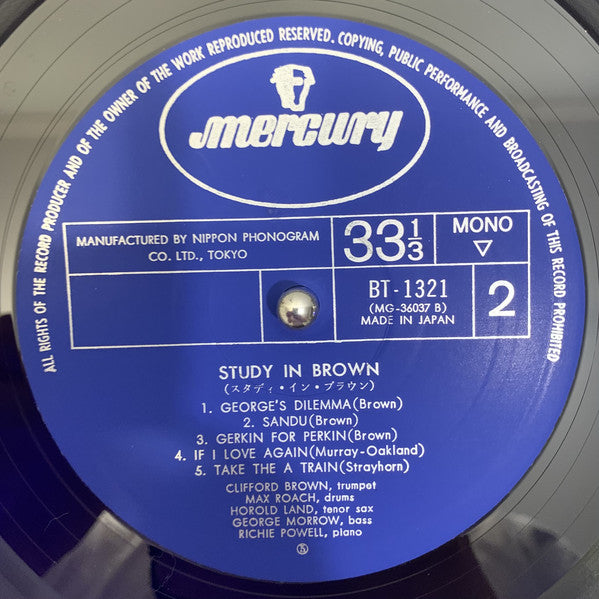 ALL RIGHTS OF THE RECORD PRODUCER AND OF THE OWNER OF THE WORK REPRODUCED RESERVED. COPYING, PUBLIC PERFORMANCE AND BROADCASTING OF THIS RECORD PROHIBITED
mercury
MANUFACTURED BY NIPPON PHONOGRAM
CO. LTD., TOKYO
33 1/3
MONO
▽
BT-1321
(MG-36037 B)
MADE IN JAPAN
2
STUDY IN BROWN
(スタディ・イン・ブラウン)
1. GEORGE'S DILEMMA(Brown)
2. SANDU(Brown)
3. GERKIN FOR PERKIN(Brown)
4. IF I LOVE AGAIN(Murray-Oakland)
5. TAKE THE A TRAIN(Strayhorn)
CLIFFORD BROWN, trumpet
MAX ROACH, drums
HOROLD LAND, tenor sax
GEORGE MORROW, bass
RICHIE POWELL, piano